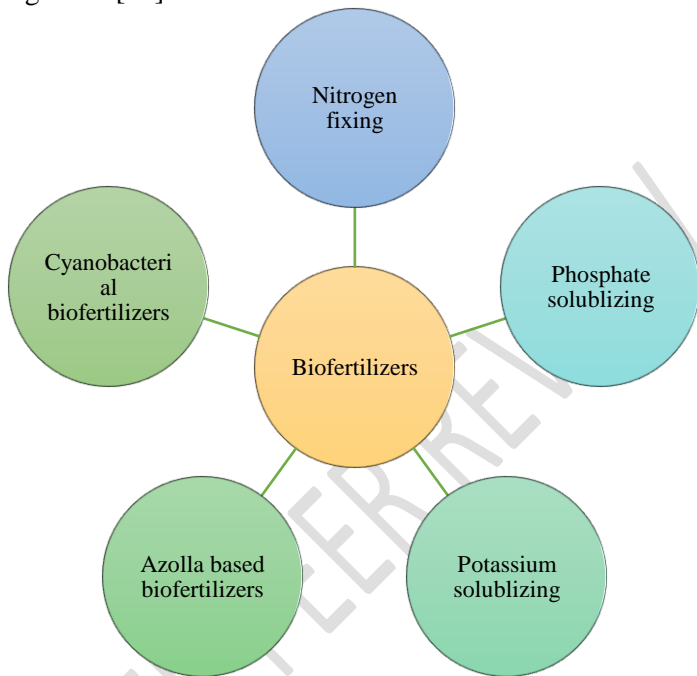 Nitrogen
fixing
Cyanobacteri
al
biofertilizers
Phosphate
solublizing
Biofertilizers
Azolla based
biofertilizers
Potassium
solublizing